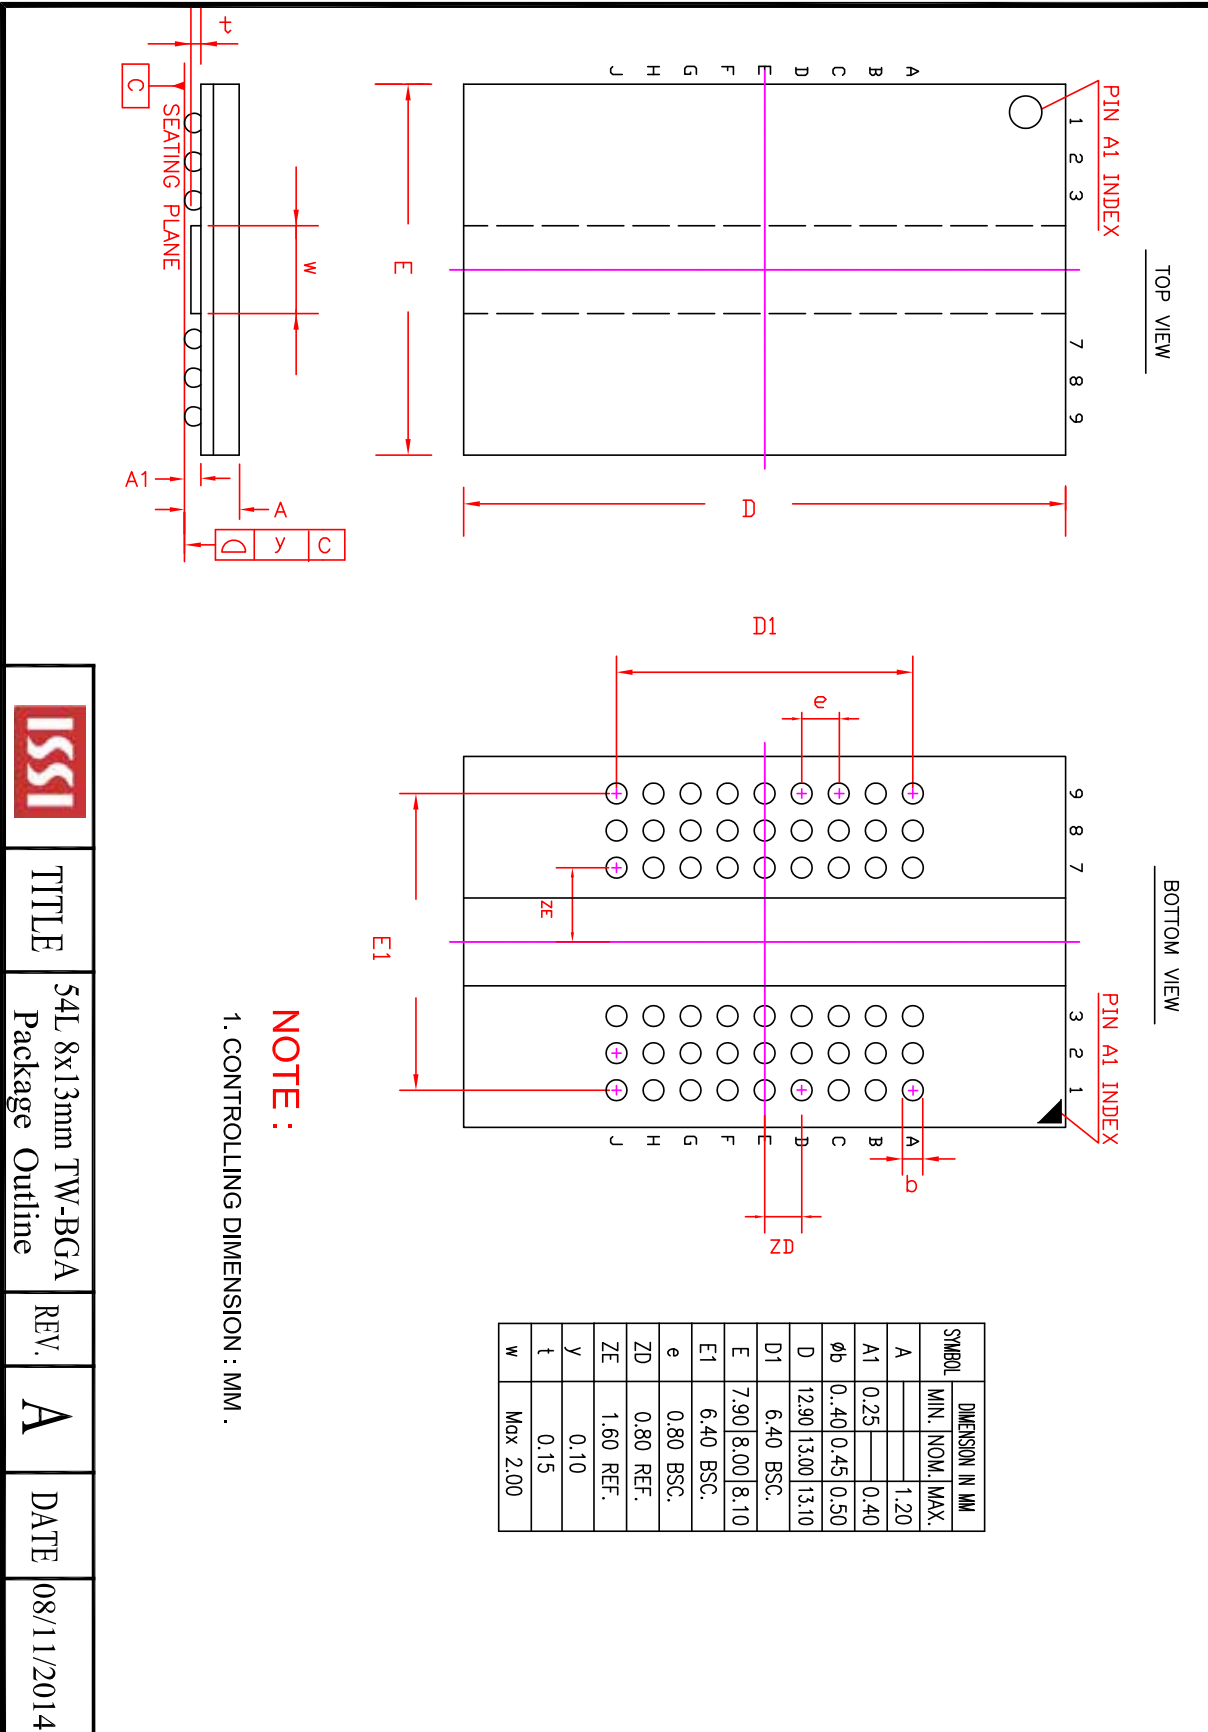 TOP VIEW
PIN A1 INDEX
1 2 3 7 8 9
A
B
C
D
E
F
G
H
J
D
E
w
t
C
SEATING PLANE
A1
A
y C
BOTTOM VIEW
PIN A1 INDEX
9 8 7 3 2 1
A
B
C
D
E
F
G
H
J
D1
e
ZE
E1
b
ZD
SYMBOL DIMENSION IN MM
MIN. NOM. MAX.
A 1.20
A1 0.25 0.40
øb 0..40 0.45 0.50
D 12.90 13.00 13.10
D1 6.40 BSC.
E 7.90 8.00 8.10
E1 6.40 BSC.
e 0.80 BSC.
ZD 0.80 REF.
ZE 1.60 REF.
y 0.10
t 0.15
w Max 2.00
NOTE :
1. CONTROLLING DIMENSION : MM .
ISSI
TITLE
54L 8x13mm TW-BGA
Package Outline
REV.
A
DATE
08/11/2014